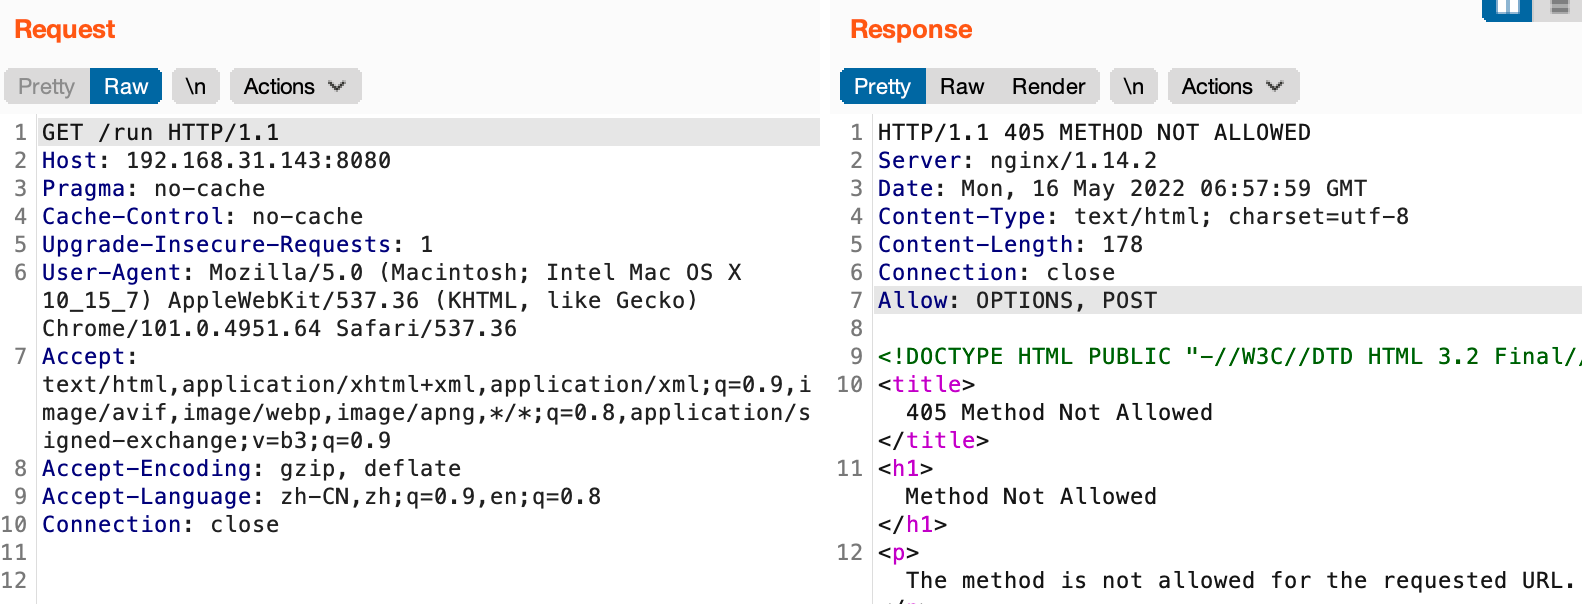 Request
Pretty Raw \n Actions
1 GET /run HTTP/1.1
2 Host: 192.168.31.143:8080
3 Pragma: no-cache
4 Cache-Control: no-cache
5 Upgrade-Insecure-Requests: 1
6 User-Agent: Mozilla/5.0 (Macintosh; Intel Mac OS X
10_15_7) AppleWebKit/537.36 (KHTML, like Gecko)
Chrome/101.0.4951.64 Safari/537.36
7 Accept:
text/html,application/xhtml+xml,application/xml;q=0.9,i
mage/avif,image/webp,image/apng,*/*;q=0.8,application/s
igned-exchange;v=b3;q=0.9
8 Accept-Encoding: gzip, deflate
9 Accept-Language: zh-CN,zh;q=0.9,en;q=0.8
10 Connection: close
11
12
Response
Pretty Raw Render \n Actions
1 HTTP/1.1 405 METHOD NOT ALLOWED
2 Server: nginx/1.14.2
3 Date: Mon, 16 May 2022 06:57:59 GMT
4 Content-Type: text/html; charset=utf-8
5 Content-Length: 178
6 Connection: close
7 Allow: OPTIONS, POST
8
9 <!DOCTYPE HTML PUBLIC "-//W3C//DTD HTML 3.2 Final//
10 <title>
405 Method Not Allowed
</title>
11 <h1>
Method Not Allowed
</h1>
12 <p>
The method is not allowed for the requested URL.